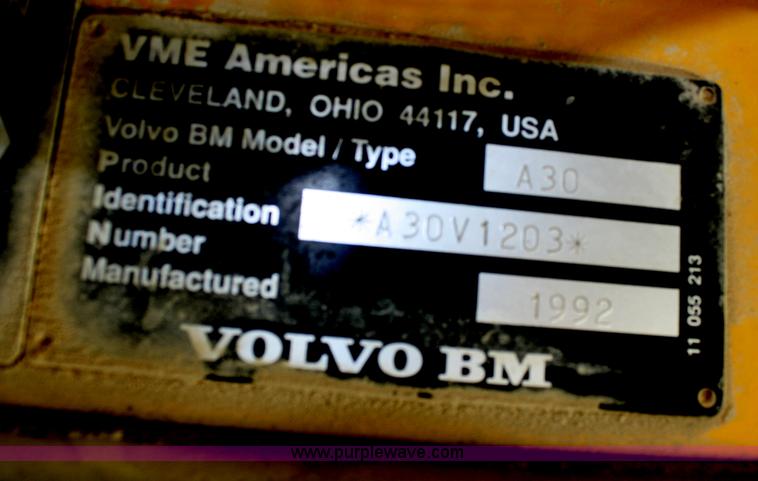 VME Americas Inc.
CLEVELAND, OHIO 44117, USA
Volvo BM Model / Type A30
Product
Identification *A30V1203*
Number
Manufactured 1992
VOLVO BM
11 055 213
www.purplewave.com